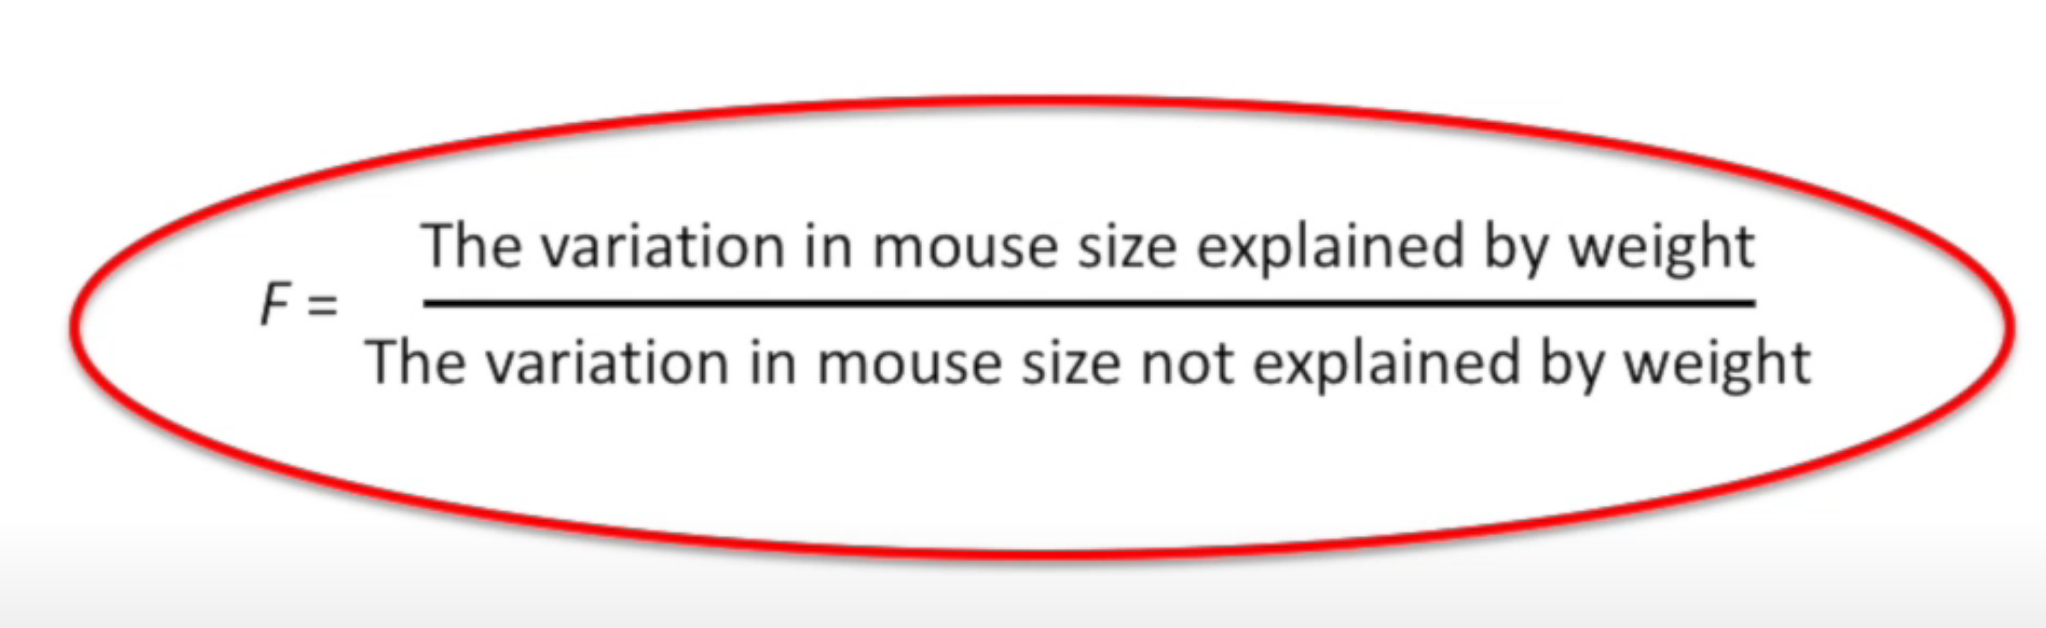 The variation in mouse size explained by weight
F =
The variation in mouse size not explained by weight